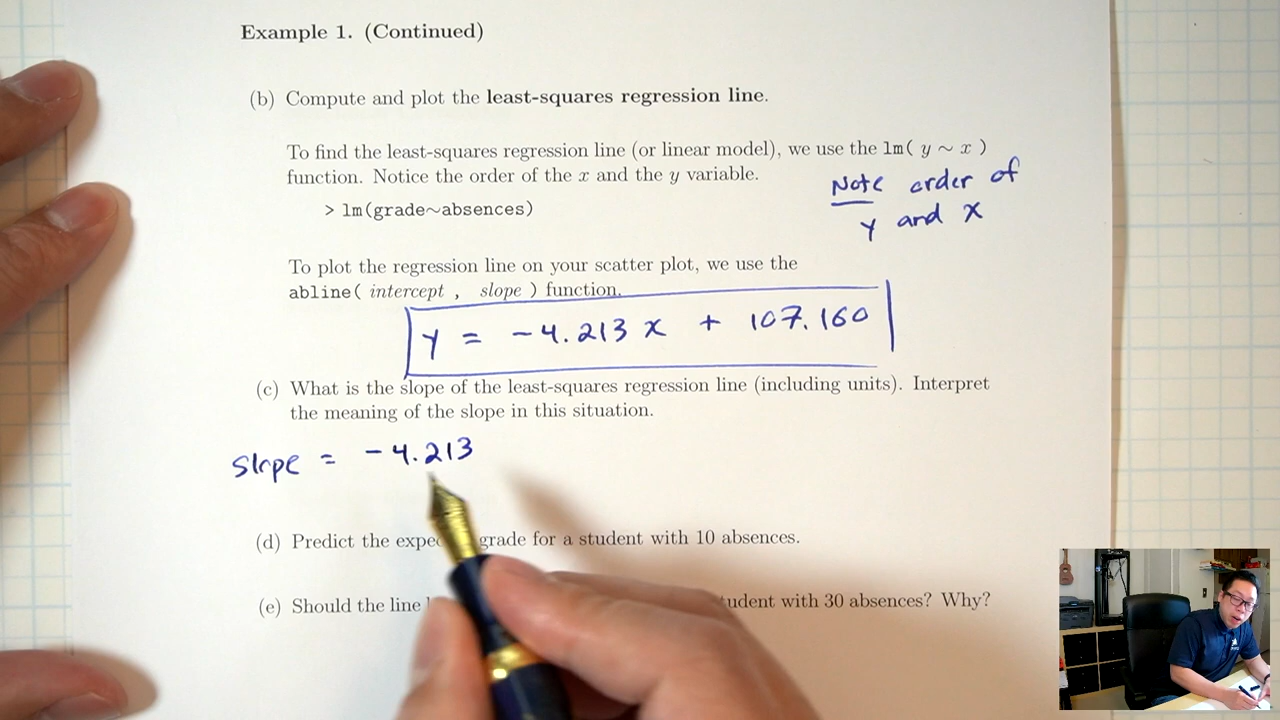 Example 1. (Continued)
(b) Compute and plot the least-squares regression line.
To find the least-squares regression line (or linear model), we use the lm( y ~ x )
function. Notice the order of the x and the y variable.
Note order of
y and x
> lm(grade~absences)
To plot the regression line on your scatter plot, we use the
abline( intercept , slope ) function.
y = -4.213 x + 107.160
(c) What is the slope of the least-squares regression line (including units). Interpret
the meaning of the slope in this situation.
slope = -4.213
(d) Predict the grade for a student with 10 absences.
(e) Should the line with 30 absences? Why?